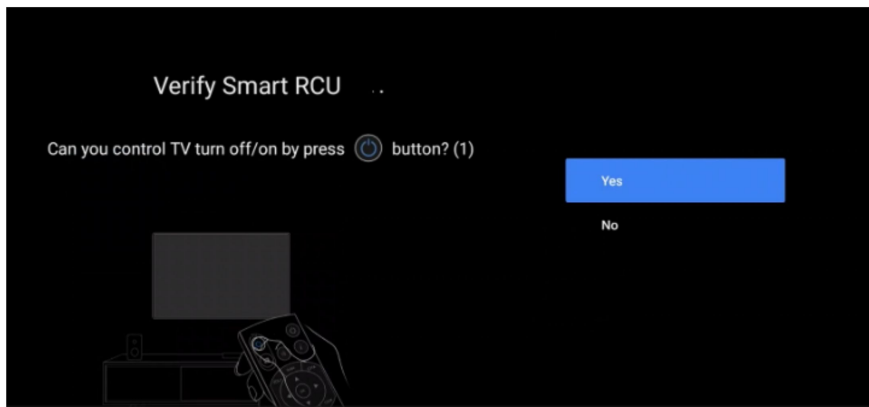 Verify Smart RCU
Can you control TV turn off/on by press button? (1)
Yes
No